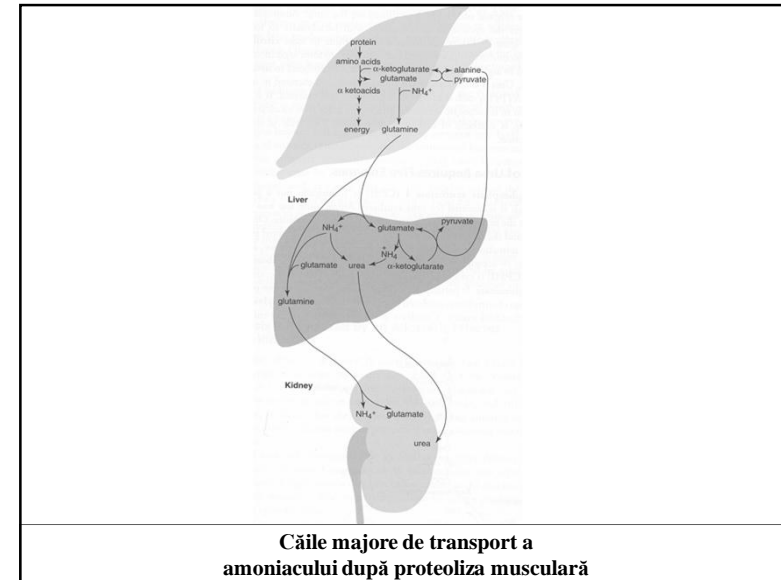 protein
amino acids
α-ketoglutarate alanine
glutamate pyruvate
α ketoacids
NH₄⁺
energy glutamine
Liver
pyruvate
NH₄⁺ glutamate
NH₄⁺
glutamate urea α-ketoglutarate
glutamine
Kidney
NH₄⁺ glutamate
urea
Căile majore de transport a
amoniacului după proteoliza musculară